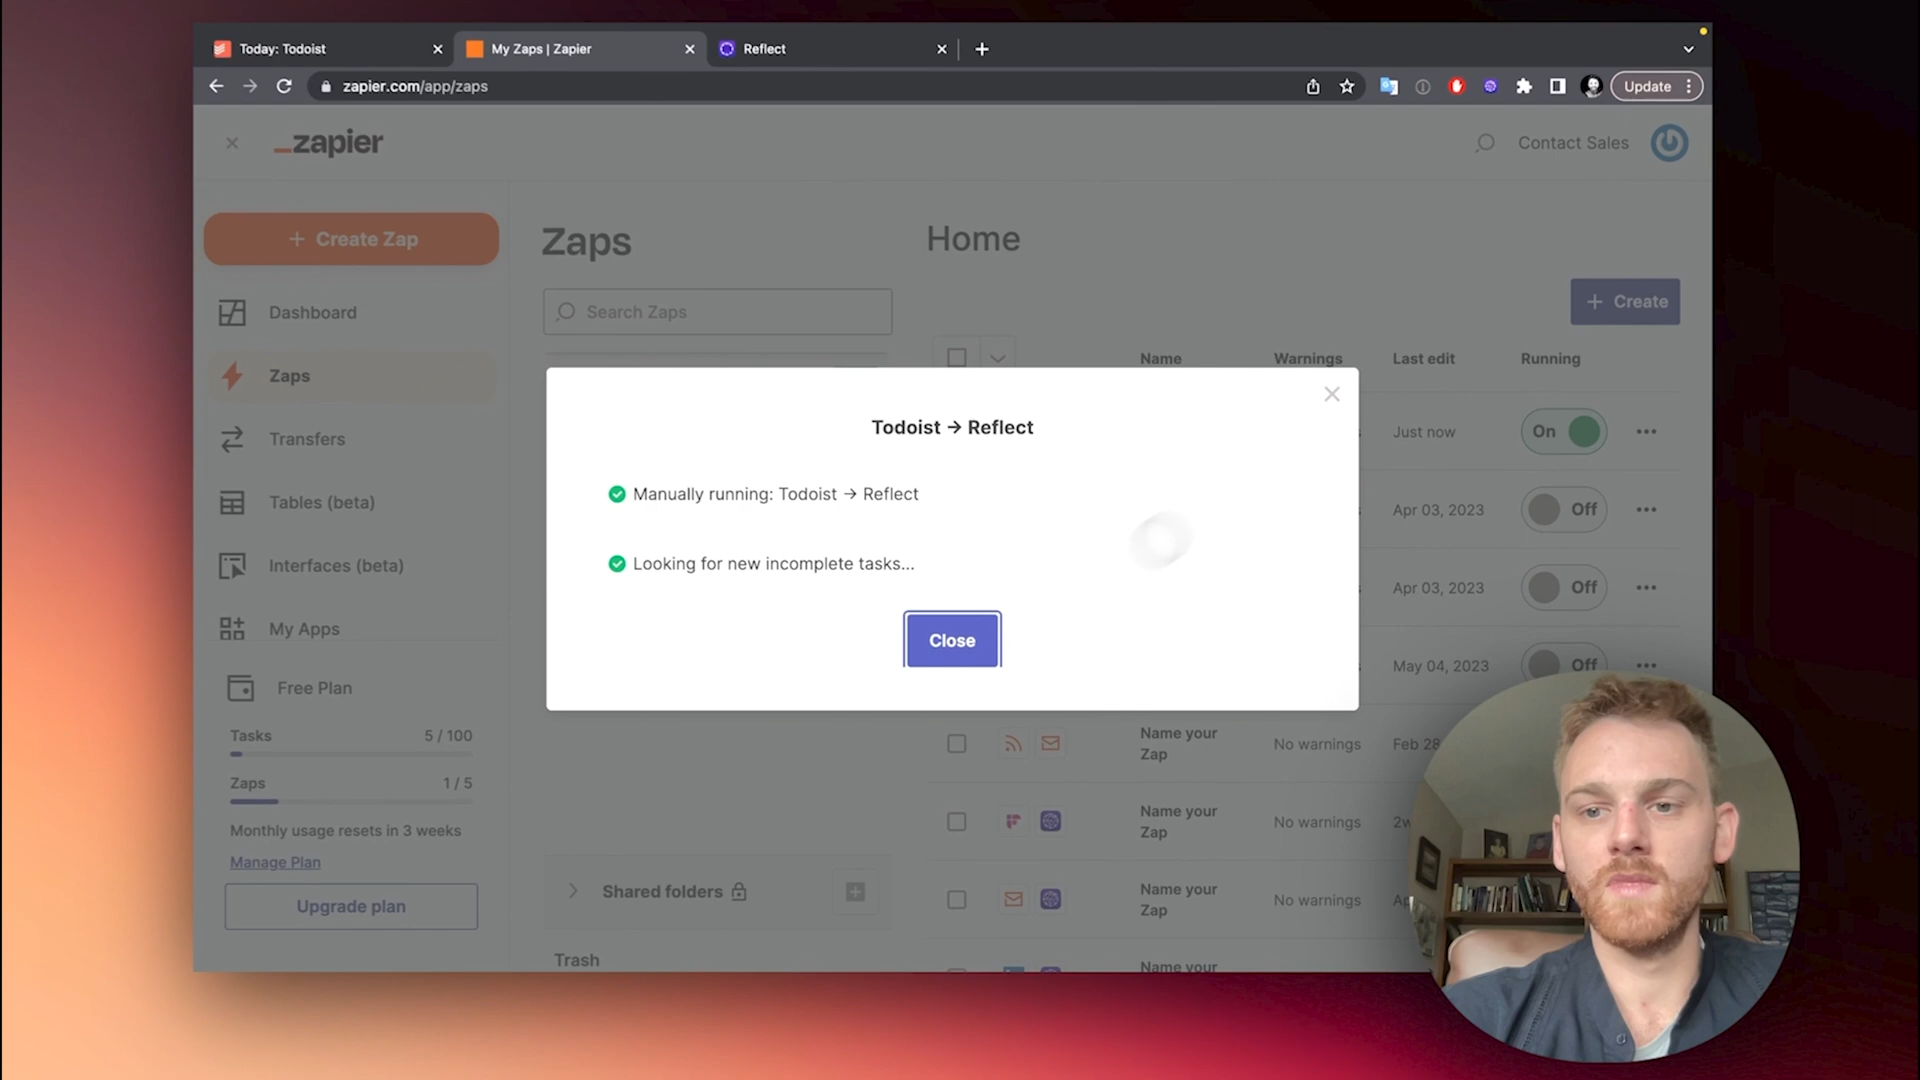 Today: Todoist
My Zaps | Zapier
Reflect
zapier.com/app/zaps
Update
_zapier
Contact Sales
+ Create Zap
Dashboard
Zaps
Transfers
Tables (beta)
Interfaces (beta)
My Apps
Free Plan
Tasks 5 / 100
Zaps 1 / 5
Monthly usage resets in 3 weeks
Manage Plan
Upgrade plan
Zaps
Search Zaps
Shared folders
Trash
Home
+ Create
Name Warnings Last edit Running
Just now On
Apr 03, 2023 Off
Apr 03, 2023 Off
May 04, 2023 Off
Todoist → Reflect
Manually running: Todoist → Reflect
Looking for new incomplete tasks...
Close
Name your
Zap
No warnings Feb 28
Name your
Zap
No warnings
Name your
Zap
No warnings
Name your